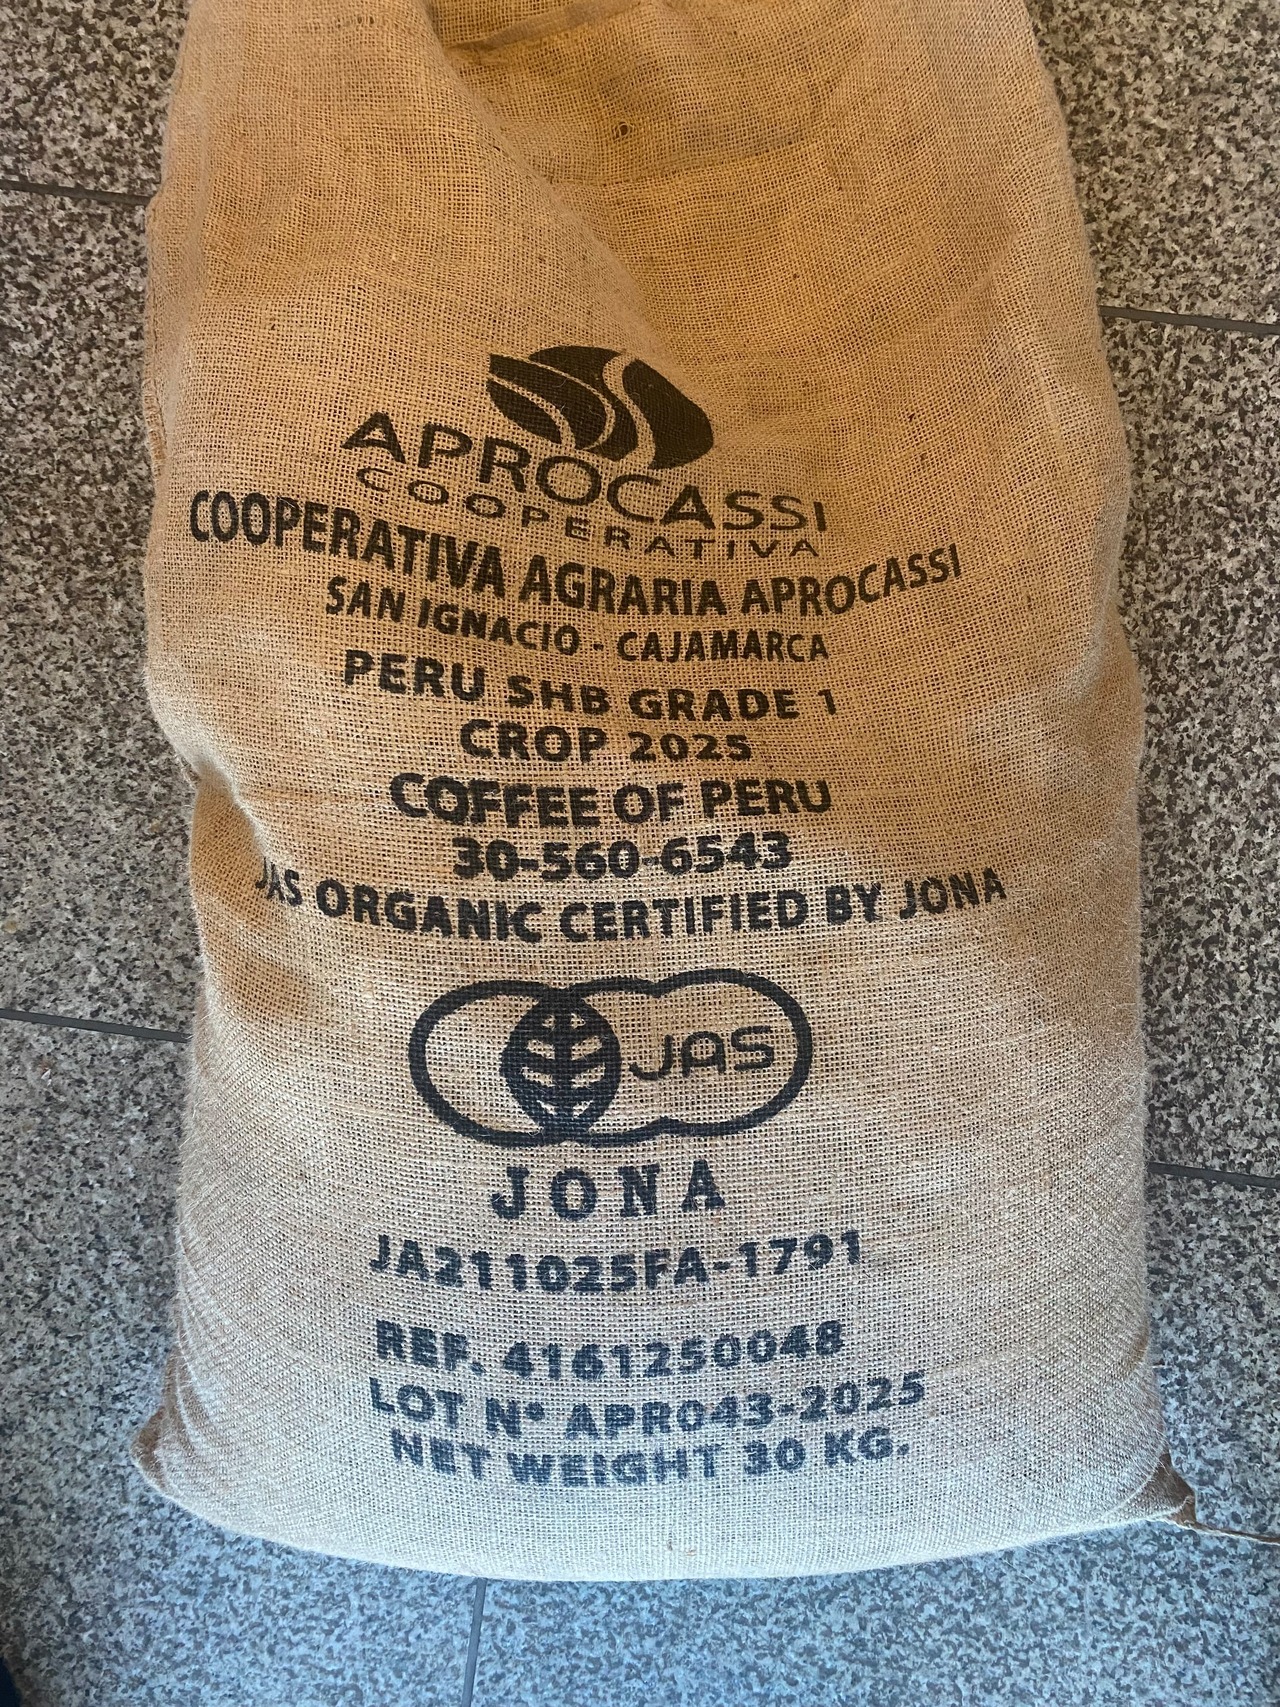 APROCASSI
COOPERATIVA
COOPERATIVA AGRARIA APROCASSI
SAN IGNACIO - CAJAMARCA
PERU SHB GRADE 1
CROP 2025
COFFEE OF PERU
30-560-6543
JAS ORGANIC CERTIFIED BY JONA
JAS
JONA
JA211025FA-1791
REF. 4161250048
LOT N° APR043-2025
NET WEIGHT 30 KG.